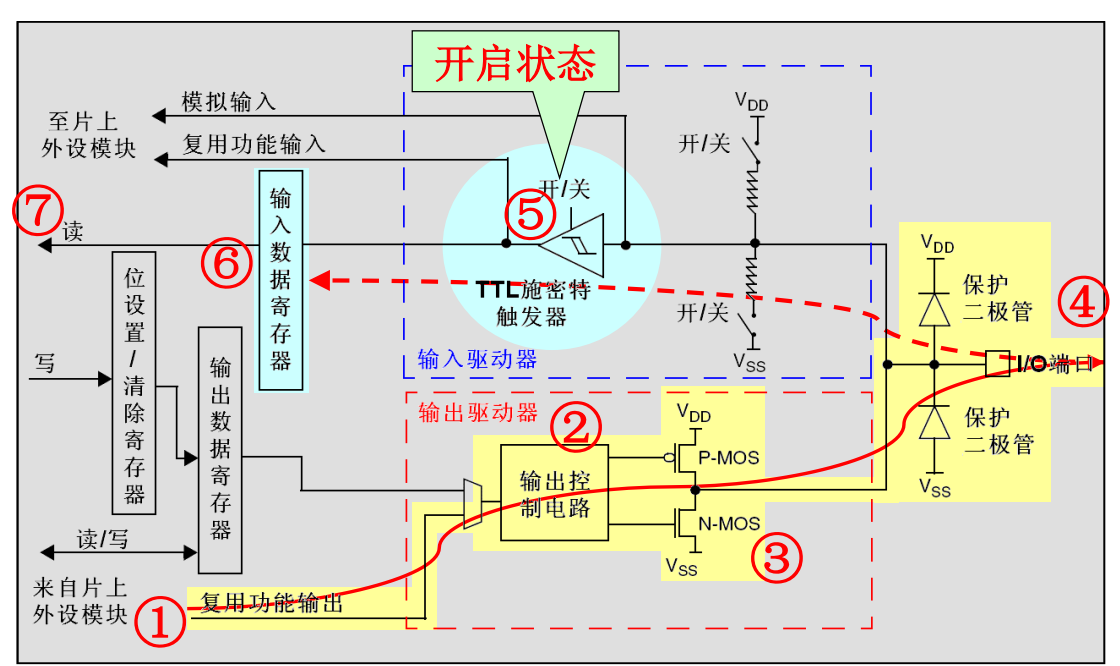 开启状态
模拟输入
至片上
外设模块
复用功能输入
开/关
⑤
V_DD
开/关
⑦
读
⑥
输入数据寄存器
TTL施密特
触发器
开/关
V_SS
输入驱动器
V_DD
保护
二极管
④
I/O端口
保护
二极管
V_SS
位设置/清除寄存器
写
输出数据寄存器
输出驱动器
②
V_DD
P-MOS
输出控
制电路
N-MOS
V_SS
③
读/写
来自片上
外设模块
①
复用功能输出